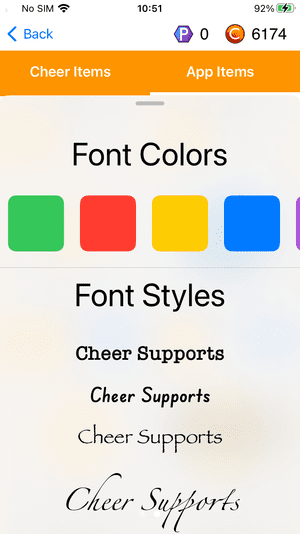 No SIM 10:51 92%
Back P 0 C 6174
Cheer Items App Items
Font Colors
Font Styles
Cheer Supports
Cheer Supports
Cheer Supports
Cheer Supports